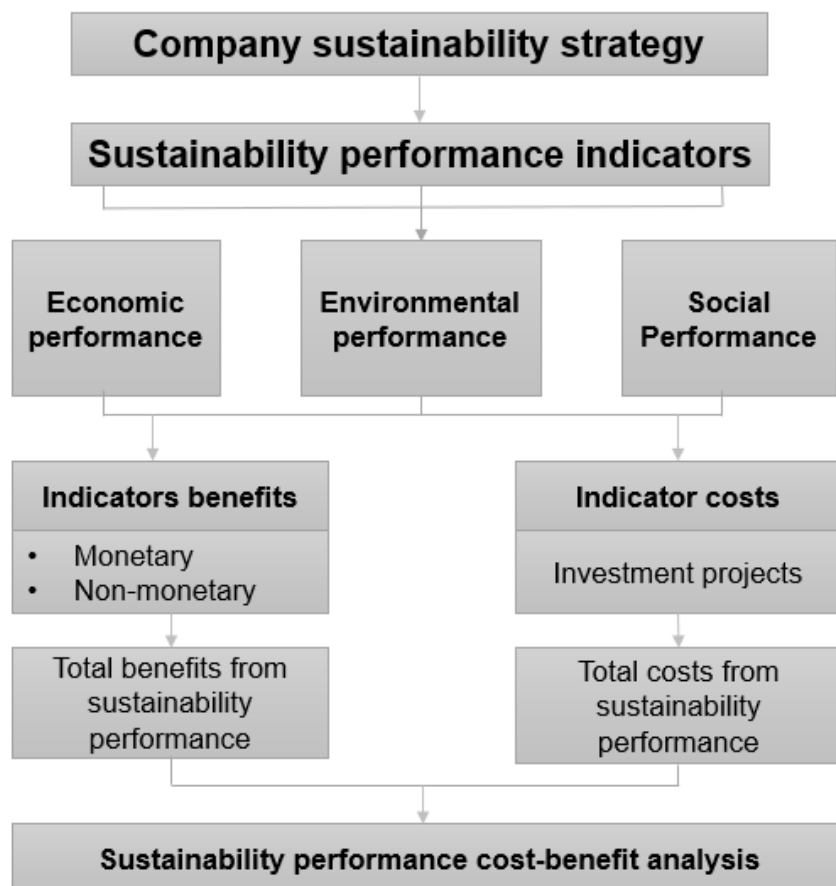 Company sustainability strategy
Sustainability performance indicators
Economic
performance
Environmental
performance
Social
Performance
Indicators benefits
• Monetary
• Non-monetary
Indicator costs
Investment projects
Total benefits from
sustainability
performance
Total costs from
sustainability
performance
Sustainability performance cost-benefit analysis